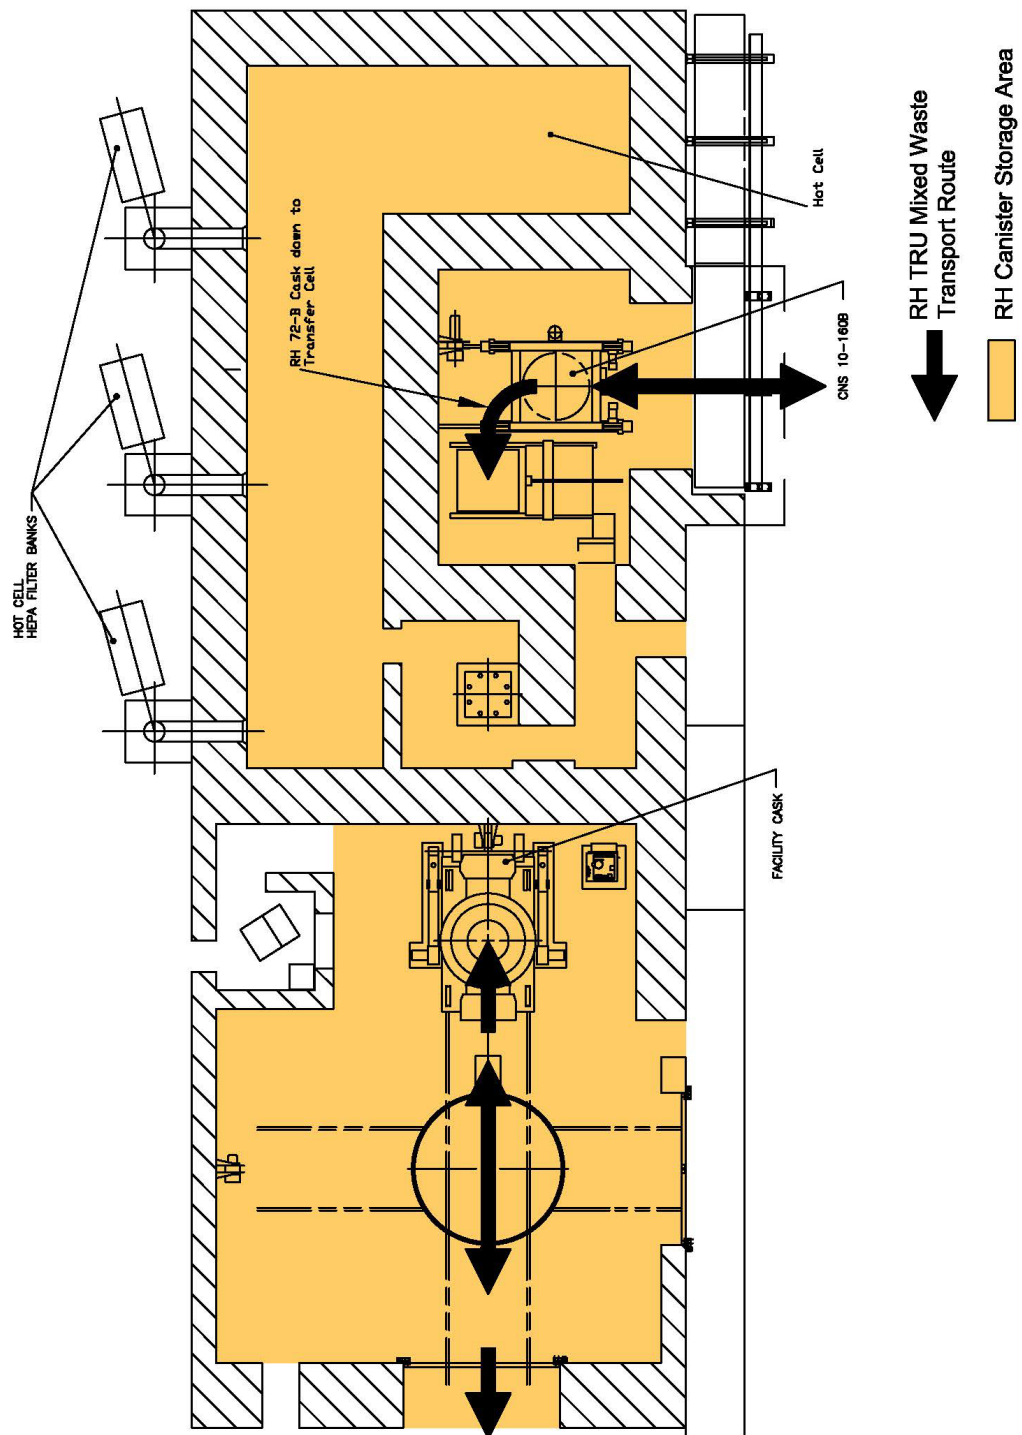 HOT CELL
HEPA FILTER BANKS
RH 72-B Cask down to
Transfer Cell
Hot Cell
CNS 10-160B
FACILITY CASK
RH TRU Mixed Waste
Transport Route
RH Canister Storage Area